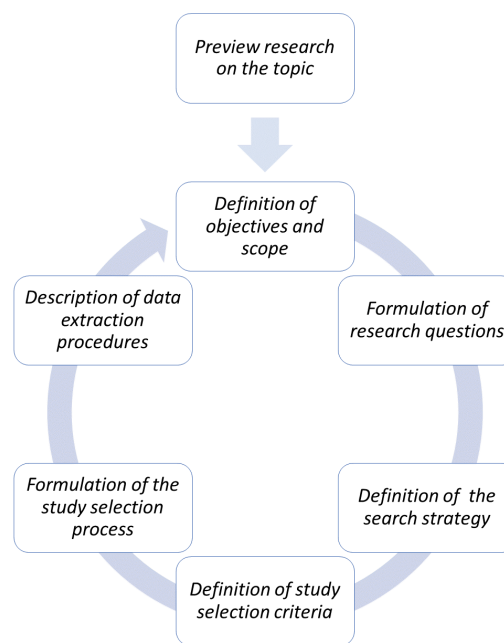 Preview research
on the topic
Definition of
objectives and
scope
Formulation of
research questions
Definition of  the
search strategy
Definition of study
selection criteria
Formulation of the
study selection
process
Description of data
extraction
procedures